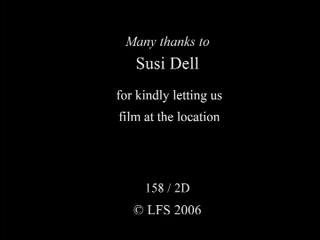 Many thanks to
Susi Dell
for kindly letting us
film at the location
158 / 2D
© LFS 2006